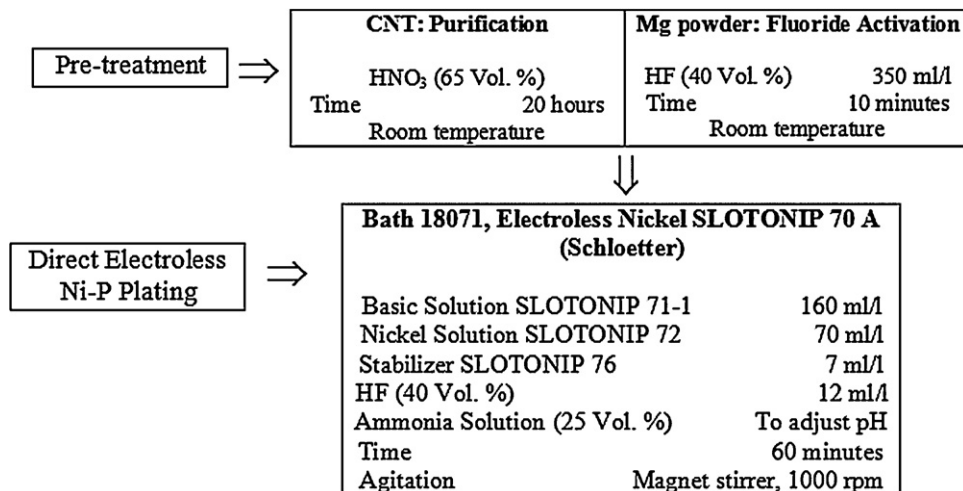 Pre-treatment
CNT: Purification
HNO₃ (65 Vol. %)
Time 20 hours
Room temperature
Mg powder: Fluoride Activation
HF (40 Vol. %) 350 ml/l
Time 10 minutes
Room temperature
Direct Electroless
Ni-P Plating
Bath 18071, Electroless Nickel SLOTONIP 70 A
(Schloetter)
Basic Solution SLOTONIP 71-1 160 ml/l
Nickel Solution SLOTONIP 72 70 ml/l
Stabilizer SLOTONIP 76 7 ml/l
HF (40 Vol. %) 12 ml/l
Ammonia Solution (25 Vol. %) To adjust pH
Time 60 minutes
Agitation Magnet stirrer, 1000 rpm